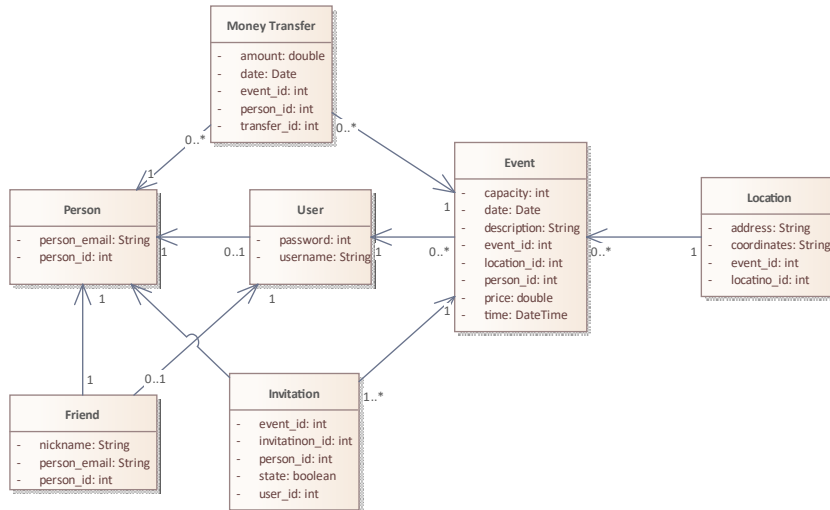 Money Transfer
- amount: double
- date: Date
- event_id: int
- person_id: int
- transfer_id: int
0..*
0..*
1
1
Person
- person_email: String
- person_id: int
User
- password: int
- username: String
Event
- capacity: int
- date: Date
- description: String
- event_id: int
- location_id: int
- person_id: int
- price: double
- time: DateTime
Location
- address: String
- coordinates: String
- event_id: int
- locatino_id: int
1
0..1
1
0..*
0..*
1
1
1
1
1
0..1
1..*
Friend
- nickname: String
- person_email: String
- person_id: int
Invitation
- event_id: int
- invitatinon_id: int
- person_id: int
- state: boolean
- user_id: int